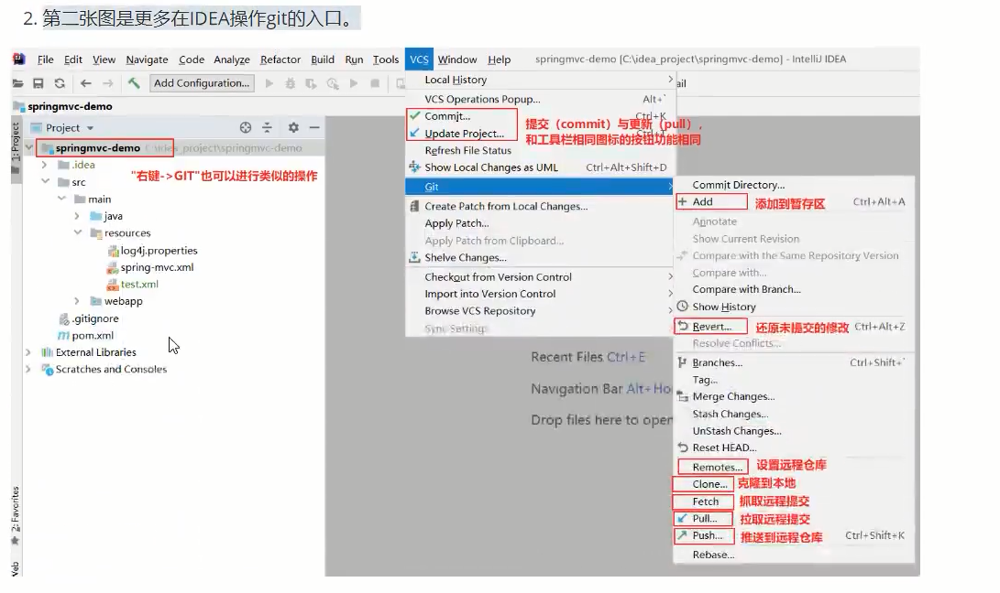 2. 第二张图是更多在IDEA操作git的入口。
File Edit View Navigate Code Analyze Refactor Build Run Tools VCS Window Help springmvc-demo [C:\idea_project\springmvc-demo] - IntelliJ IDEA
Add Configuration...
springmvc-demo
1: Project
Project
springmvc-demo C:\idea_project\springmvc-demo
.idea
"右键->GIT"也可以进行类似的操作
src
main
java
resources
log4j.properties
spring-mvc.xml
test.xml
webapp
.gitignore
pom.xml
External Libraries
Scratches and Consoles
2: Favorites
Local History
VCS Operations Popup... Alt+`
Commit... Ctrl+K
Update Project... Ctrl+T
提交（commit）与更新（pull），
和工具栏相同图标的按钮功能相同
Refresh File Status
Show Local Changes as UML Ctrl+Alt+Shift+D
Git
Create Patch from Local Changes...
Apply Patch...
Apply Patch from Clipboard...
Shelve Changes...
Checkout from Version Control
Import into Version Control
Browse VCS Repository
Sync Settings
Recent Files Ctrl+E
Navigation Bar Alt+Ho
Drop files here to open
Commit Directory...
Add 添加到暂存区 Ctrl+Alt+A
Annotate
Show Current Revision
Compare with the Same Repository Version
Compare with...
Compare with Branch...
Show History
Revert... 还原未提交的修改 Ctrl+Alt+Z
Resolve Conflicts...
Branches... Ctrl+Shift+`
Tag...
Merge Changes...
Stash Changes...
UnStash Changes...
Reset HEAD...
Remotes... 设置远程仓库
Clone... 克隆到本地
Fetch 抓取远程提交
Pull... 拉取远程提交
Push... 推送到远程仓库 Ctrl+Shift+K
Rebase...